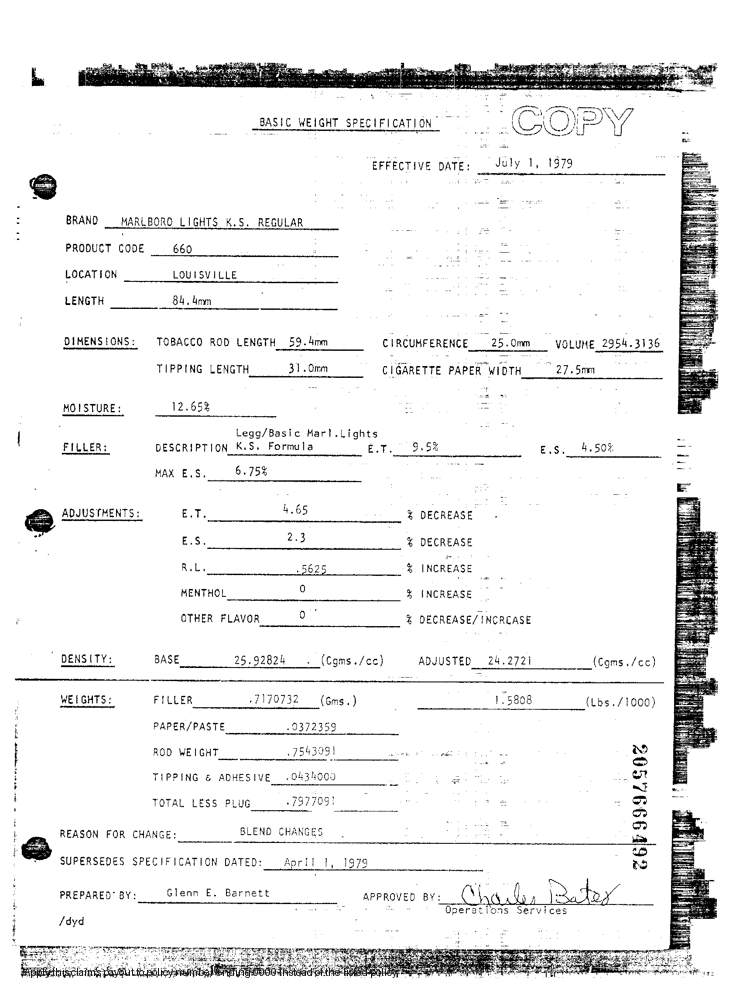 COPY
BASIC WEIGHT SPECIFICATION
EFFECTIVE DATE: July 1, 1979
BRAND MARLBORO LIGHTS K.S. REGULAR
PRODUCT CODE 660
LOCATION LOUISVILLE
LENGTH 84.4mm
DIMENSIONS: TOBACCO ROD LENGTH 59.4mm CIRCUMFERENCE 25.0mm VOLUME 2954.3136
TIPPING LENGTH 31.0mm CIGARETTE PAPER WIDTH 27.5mm
MOISTURE: 12.65%
Legg/Basic Marl.Lights
FILLER: DESCRIPTION K.S. Formula E.T. 9.5% E.S. 4.50%
MAX E.S. 6.75%
ADJUSTMENTS: E.T. 4.65 % DECREASE
E.S. 2.3 % DECREASE
R.L. .5625 % INCREASE
MENTHOL 0 % INCREASE
OTHER FLAVOR 0 % DECREASE/INCREASE
DENSITY: BASE 25.92824 (Cgms./cc) ADJUSTED 24.2721 (Cgms./cc)
WEIGHTS: FILLER .7170732 (Gms.) 1.5808 (Lbs./1000)
PAPER/PASTE .0372359
ROD WEIGHT .7543091
TIPPING & ADHESIVE .0434000
TOTAL LESS PLUG .7977091
REASON FOR CHANGE: BLEND CHANGES
SUPERSEDES SPECIFICATION DATED: April 1, 1979
PREPARED BY: Glenn E. Barnett APPROVED BY: Charles Bates
Operations Services
/dyd
2057666492